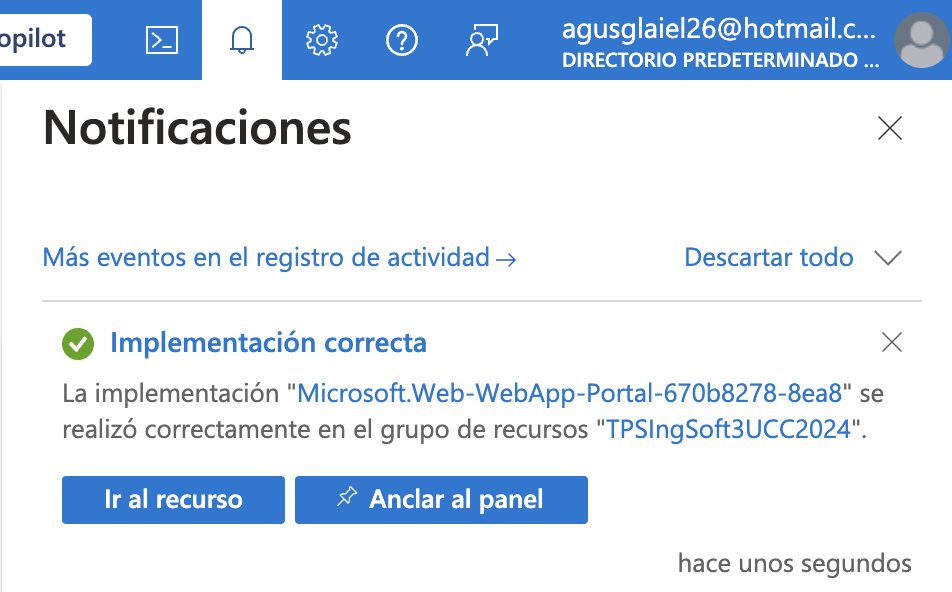 opilot
agusglaiel26@hotmail.c...
DIRECTORIO PREDETERMINADO ...
Notificaciones
Más eventos en el registro de actividad →
Descartar todo
Implementación correcta
La implementación "Microsoft.Web-WebApp-Portal-670b8278-8ea8" se
realizó correctamente en el grupo de recursos "TPSIngSoft3UCC2024".
Ir al recurso
Anclar al panel
hace unos segundos